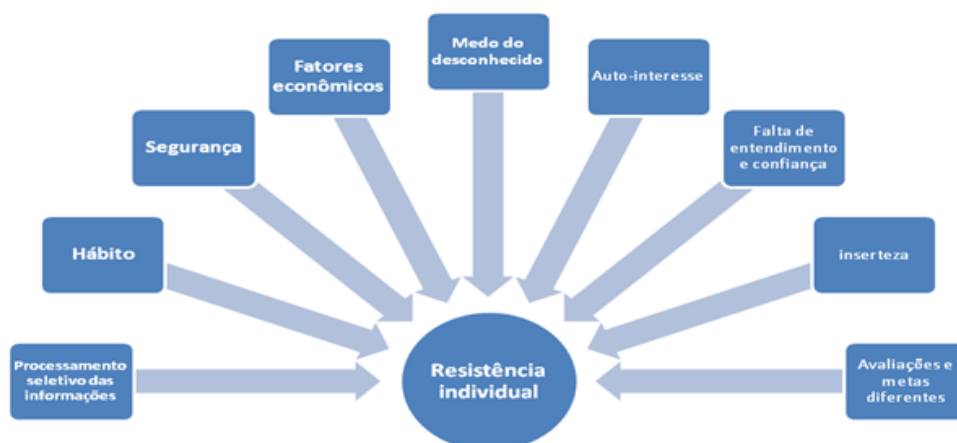 Medo do
desconhecido
Fatores
econômicos
Auto-interesse
Segurança
Falta de
entendimento
e confiança
Hábito
inserteza
Processamento
seletivo das
informações
Resistência
individual
Avaliações e
metas
diferentes